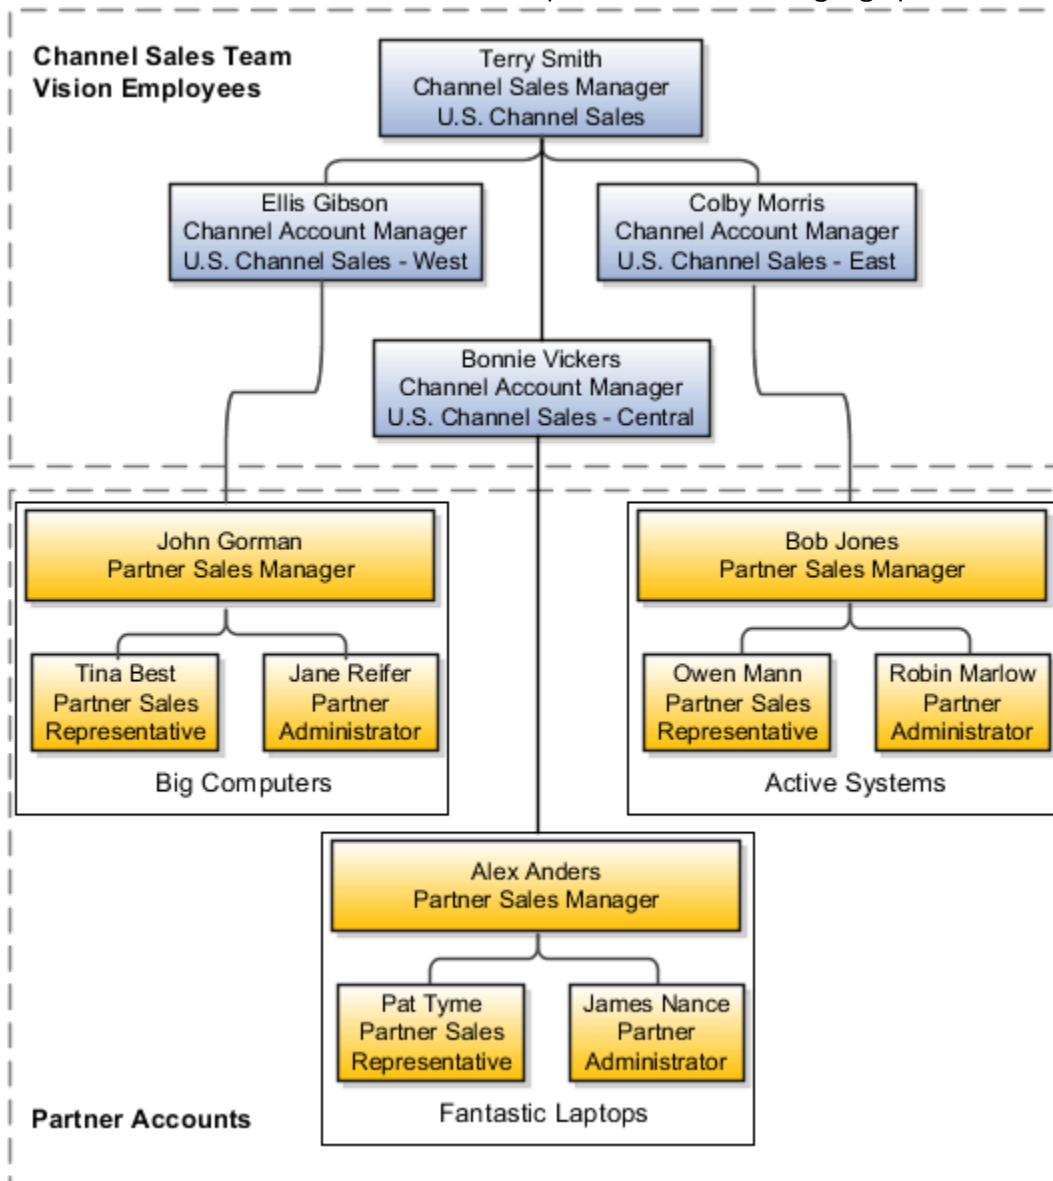 Channel Sales Team
Vision Employees
Terry Smith
Channel Sales Manager
U.S. Channel Sales
Ellis Gibson
Channel Account Manager
U.S. Channel Sales - West
Colby Morris
Channel Account Manager
U.S. Channel Sales - East
Bonnie Vickers
Channel Account Manager
U.S. Channel Sales - Central
John Gorman
Partner Sales Manager
Tina Best
Partner Sales
Representative
Jane Reifer
Partner
Administrator
Big Computers
Bob Jones
Partner Sales Manager
Owen Mann
Partner Sales
Representative
Robin Marlow
Partner
Administrator
Active Systems
Alex Anders
Partner Sales Manager
Pat Tyme
Partner Sales
Representative
James Nance
Partner
Administrator
Fantastic Laptops
Partner Accounts